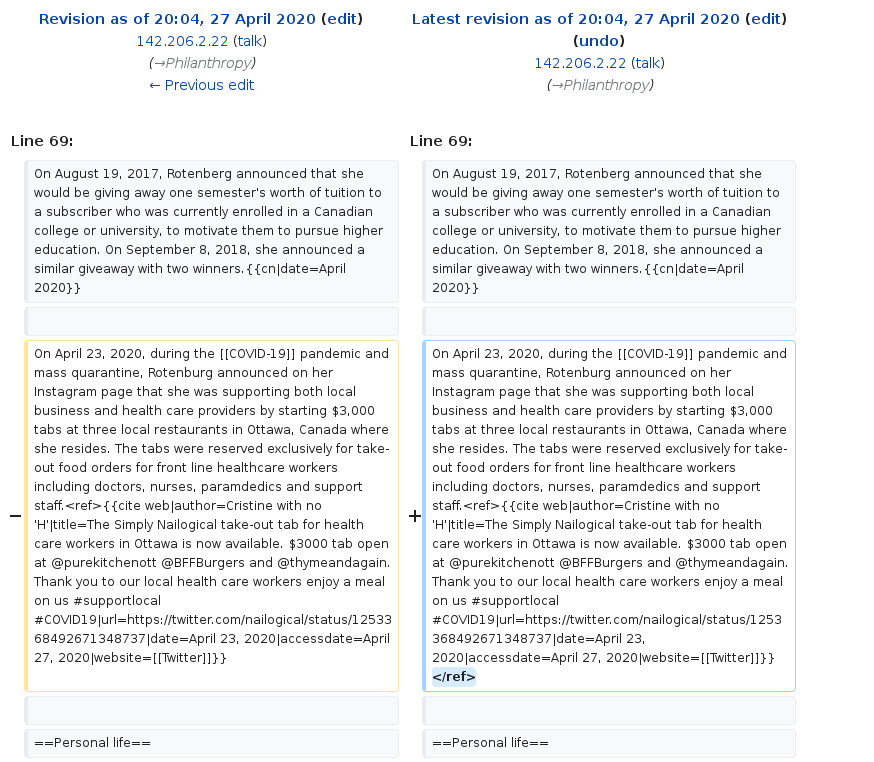 Revision as of 20:04, 27 April 2020 (edit)
142.206.2.22 (talk)
(→Philanthropy)
← Previous edit
Latest revision as of 20:04, 27 April 2020 (edit)
(undo)
142.206.2.22 (talk)
(→Philanthropy)
Line 69:
Line 69:
On August 19, 2017, Rotenberg announced that she
would be giving away one semester's worth of tuition to
a subscriber who was currently enrolled in a Canadian
college or university, to motivate them to pursue higher
education. On September 8, 2018, she announced a
similar giveaway with two winners.{{cn|date=April
2020}}
On August 19, 2017, Rotenberg announced that she
would be giving away one semester's worth of tuition to
a subscriber who was currently enrolled in a Canadian
college or university, to motivate them to pursue higher
education. On September 8, 2018, she announced a
similar giveaway with two winners.{{cn|date=April
2020}}
−
On April 23, 2020, during the [[COVID-19]] pandemic and
mass quarantine, Rotenburg announced on her
Instagram page that she was supporting both local
business and health care providers by starting $3,000
tabs at three local restaurants in Ottawa, Canada where
she resides. The tabs were reserved exclusively for take-
out food orders for front line healthcare workers
including doctors, nurses, paramdedics and support
staff.<ref>{{cite web|author=Cristine with no
'H'|title=The Simply Nailogical take-out tab for health
care workers in Ottawa is now available. $3000 tab open
at @purekitchenott @BFFBurgers and @thymeandagain.
Thank you to our local health care workers enjoy a meal
on us #supportlocal
#COVID19|url=https://twitter.com/nailogical/status/12533
68492671348737|date=April 23, 2020|accessdate=April
27, 2020|website=[[Twitter]]}}
+
On April 23, 2020, during the [[COVID-19]] pandemic and
mass quarantine, Rotenburg announced on her
Instagram page that she was supporting both local
business and health care providers by starting $3,000
tabs at three local restaurants in Ottawa, Canada where
she resides. The tabs were reserved exclusively for take-
out food orders for front line healthcare workers
including doctors, nurses, paramdedics and support
staff.<ref>{{cite web|author=Cristine with no
'H'|title=The Simply Nailogical take-out tab for health
care workers in Ottawa is now available. $3000 tab open
at @purekitchenott @BFFBurgers and @thymeandagain.
Thank you to our local health care workers enjoy a meal
on us #supportlocal
#COVID19|url=https://twitter.com/nailogical/status/1253
368492671348737|date=April 23,
2020|accessdate=April 27, 2020|website=[[Twitter]]}}
</ref>
==Personal life==
==Personal life==